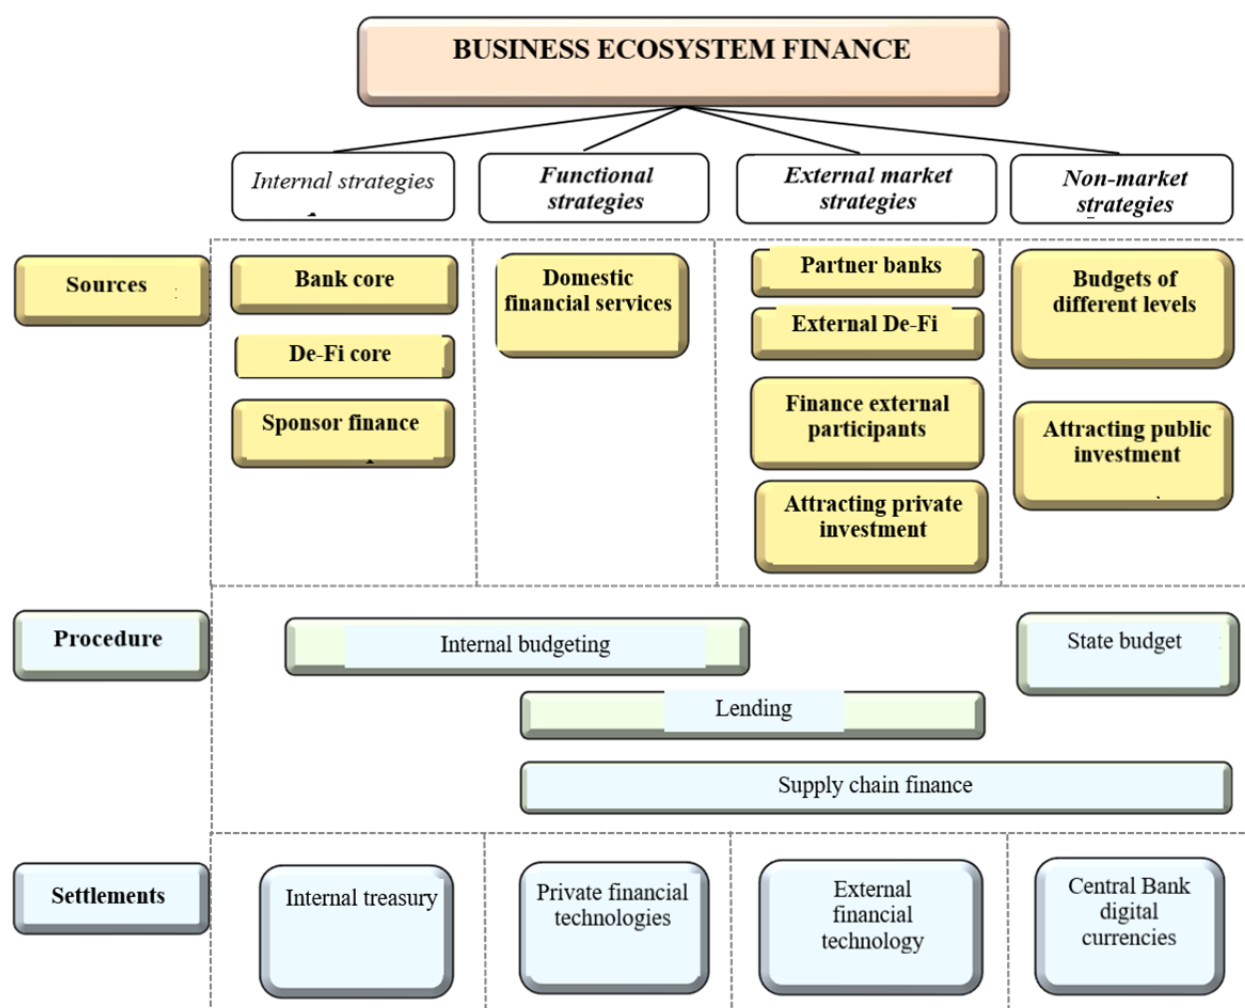 BUSINESS ECOSYSTEM FINANCE
Internal strategies
Functional
strategies
External market
strategies
Non-market
strategies
Sources
Bank core
De-Fi core
Sponsor finance
Domestic
financial services
Partner banks
External De-Fi
Finance external
participants
Attracting private
investment
Budgets of
different levels
Attracting public
investment
Procedure
Internal budgeting
State budget
Lending
Supply chain finance
Settlements
Internal treasury
Private financial
technologies
External
financial
technology
Central Bank
digital
currencies